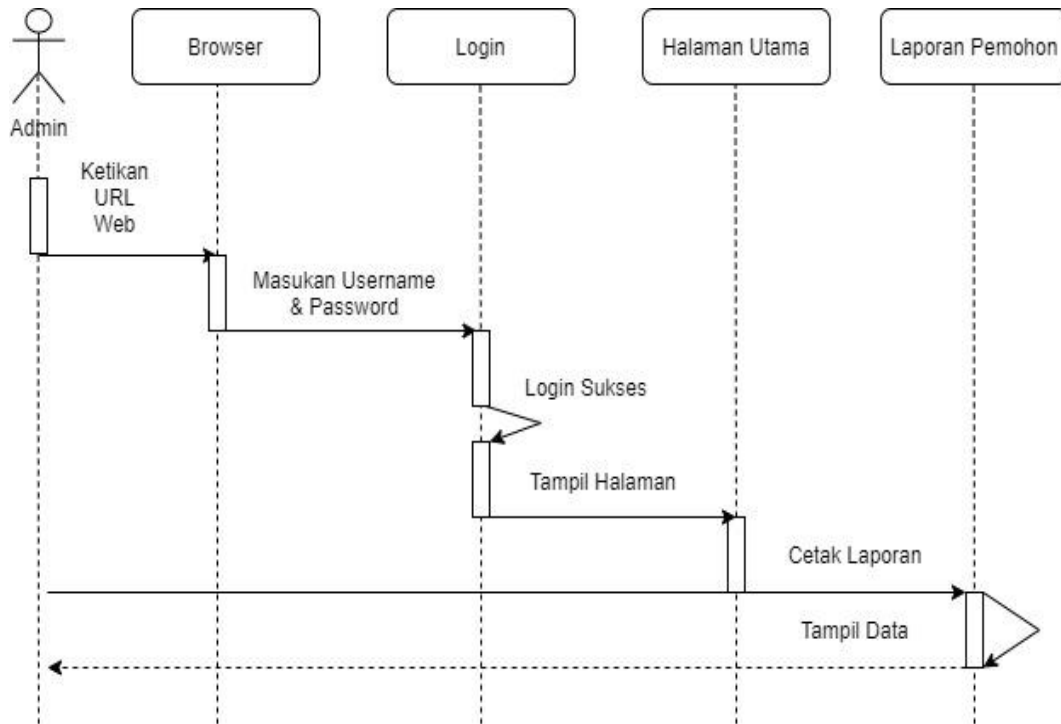 Browser
Login
Halaman Utama
Laporan Pemohon
Admin
Ketikan
URL
Web
Masukan Username
& Password
Login Sukses
Tampil Halaman
Cetak Laporan
Tampil Data